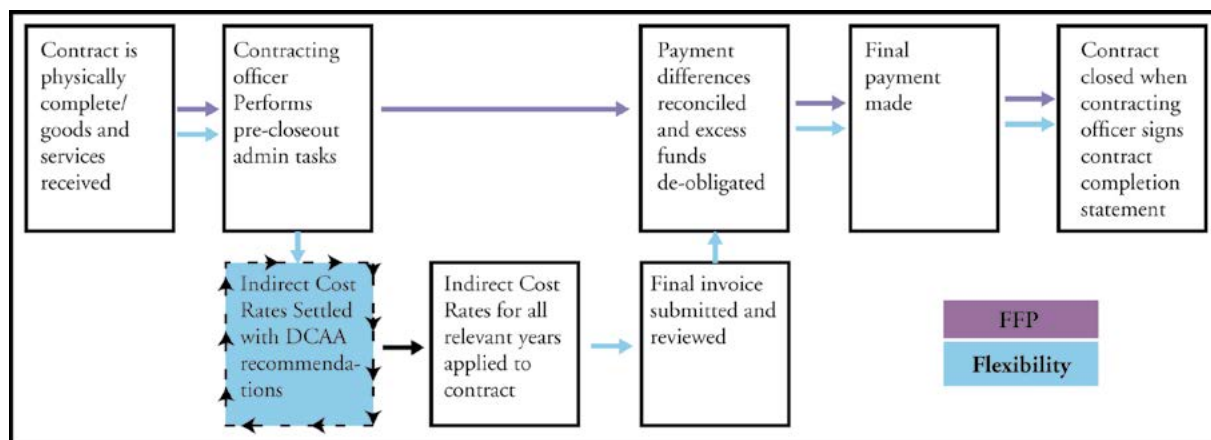 Contract is
physically
complete/
goods and
services
received
Contracting
officer
Performs
pre-closeout
admin tasks
Payment
differences
reconciled
and excess
funds
de-obligated
Final
payment
made
Contract
closed when
contracting
officer signs
contract
completion
statement
Indirect Cost
Rates Settled
with DCAA
recommenda-
tions
Indirect Cost
Rates for all
relevant years
applied to
contract
Final invoice
submitted and
reviewed
FFP
Flexibility